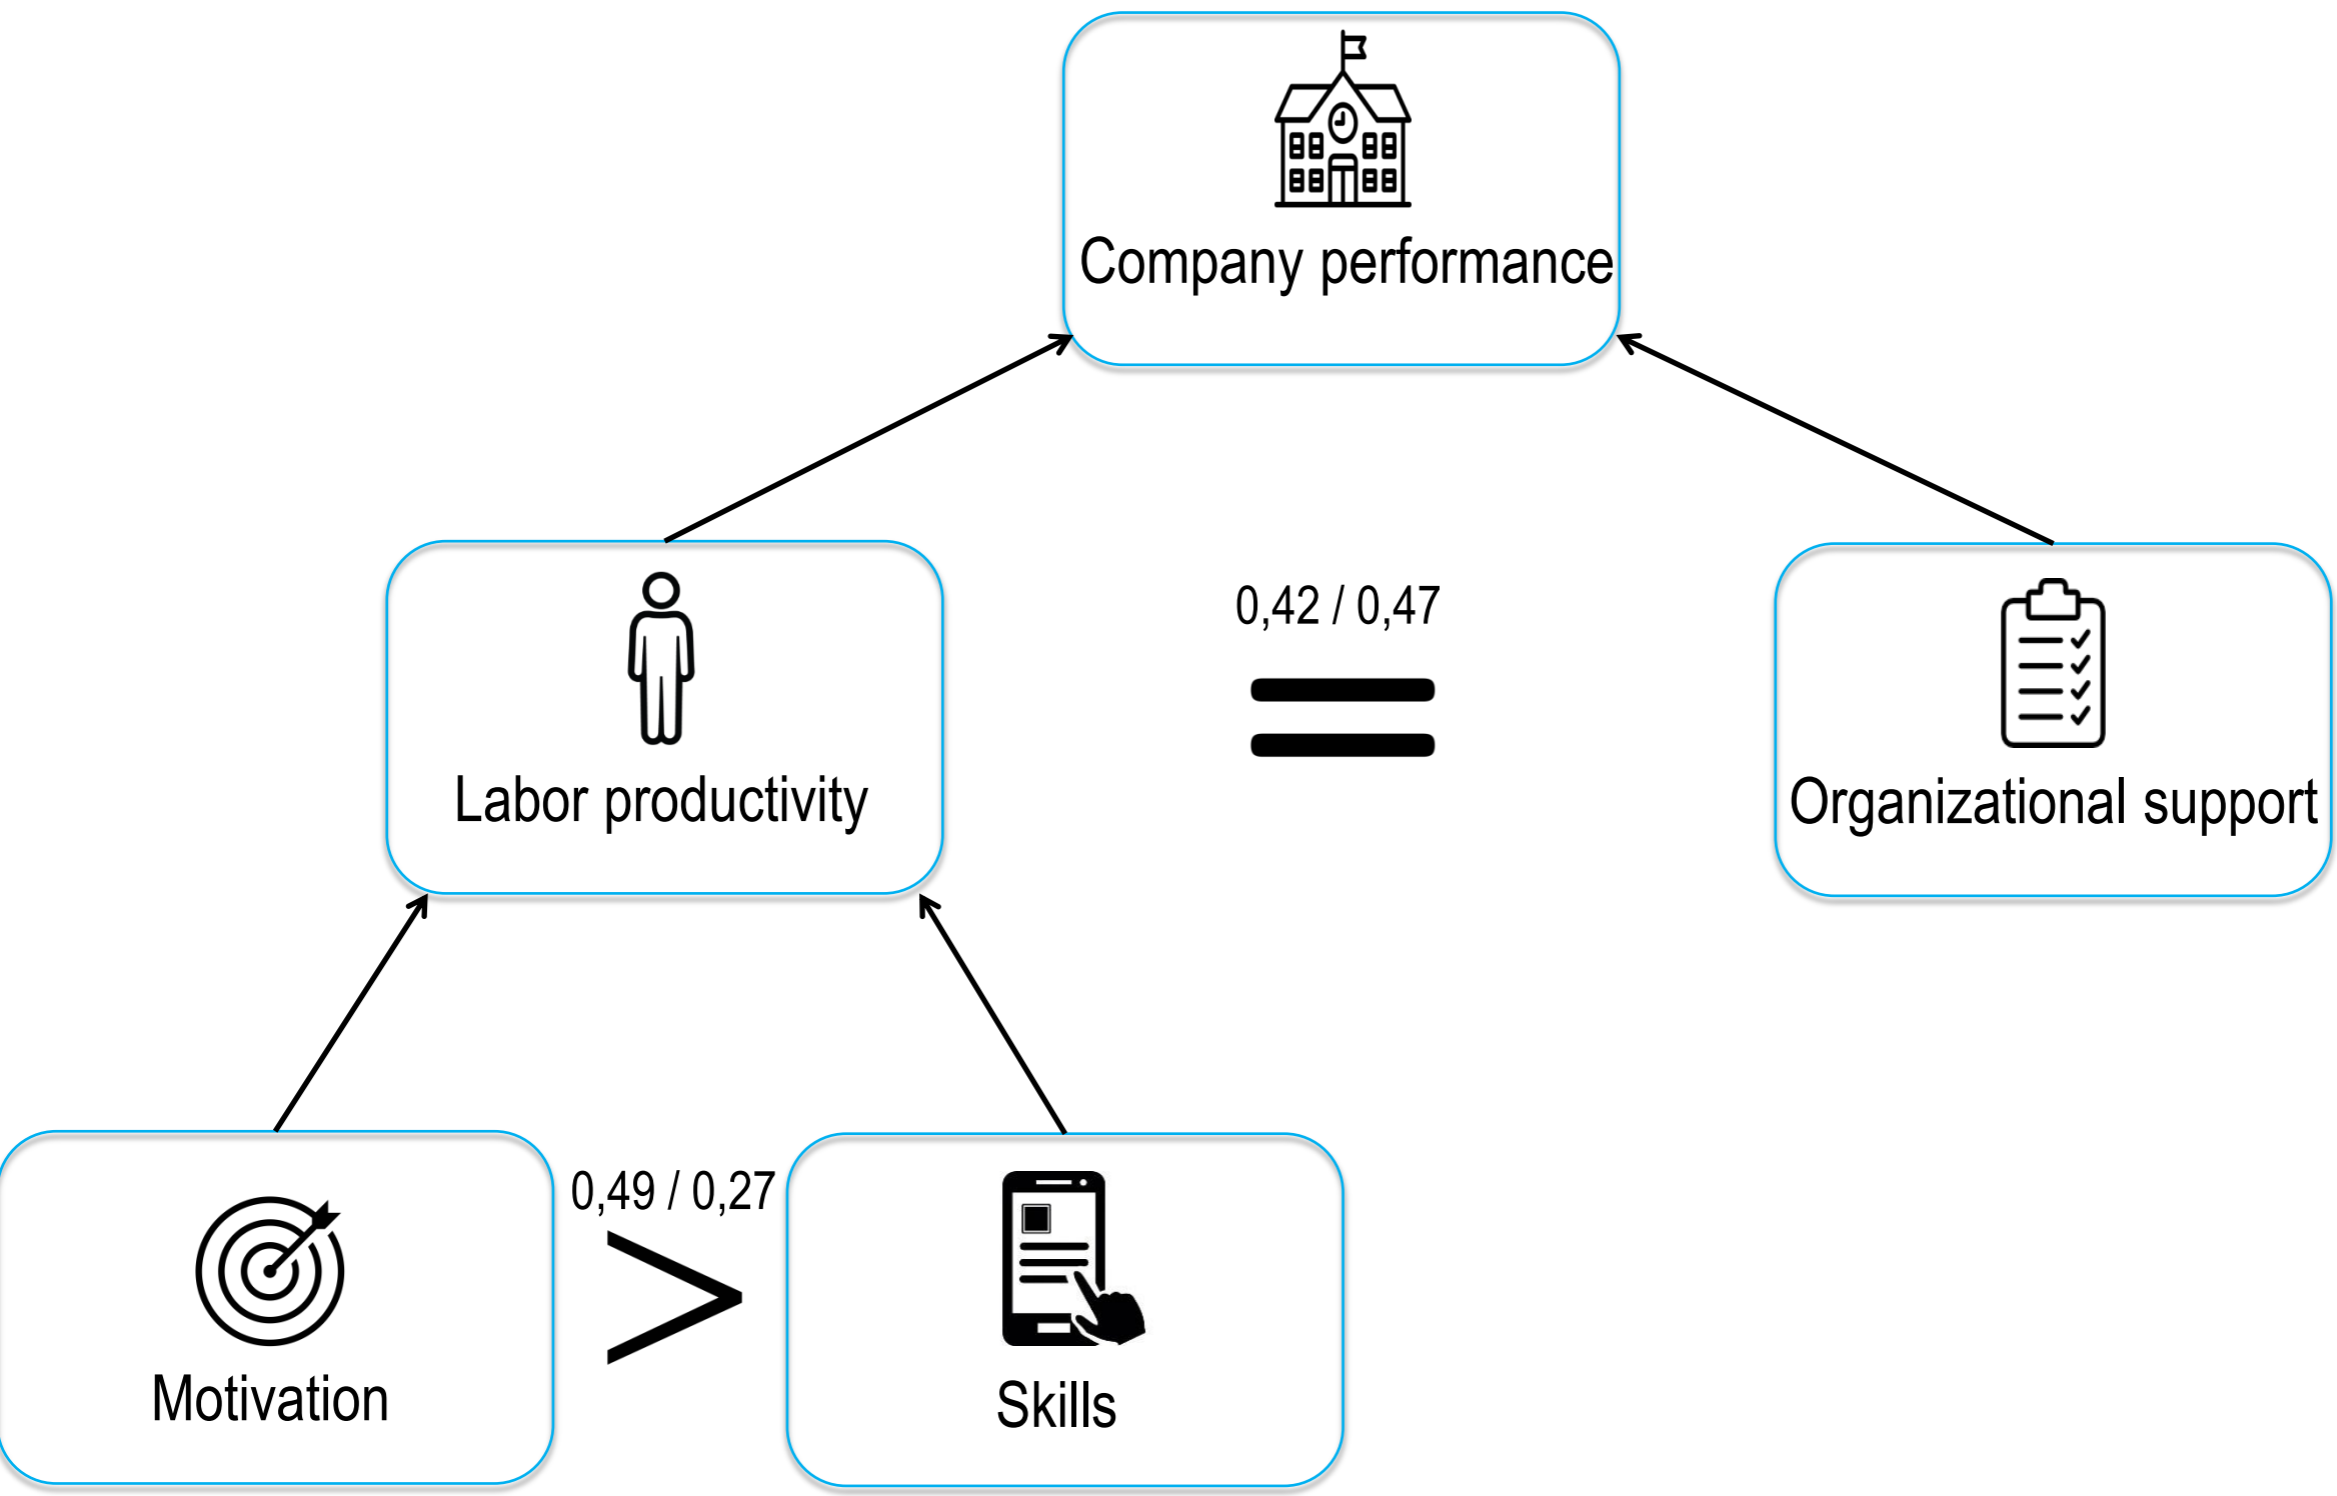 Company performance
0,42 / 0,47
=
Labor productivity
Organizational support
0,49 / 0,27
>
Motivation
Skills